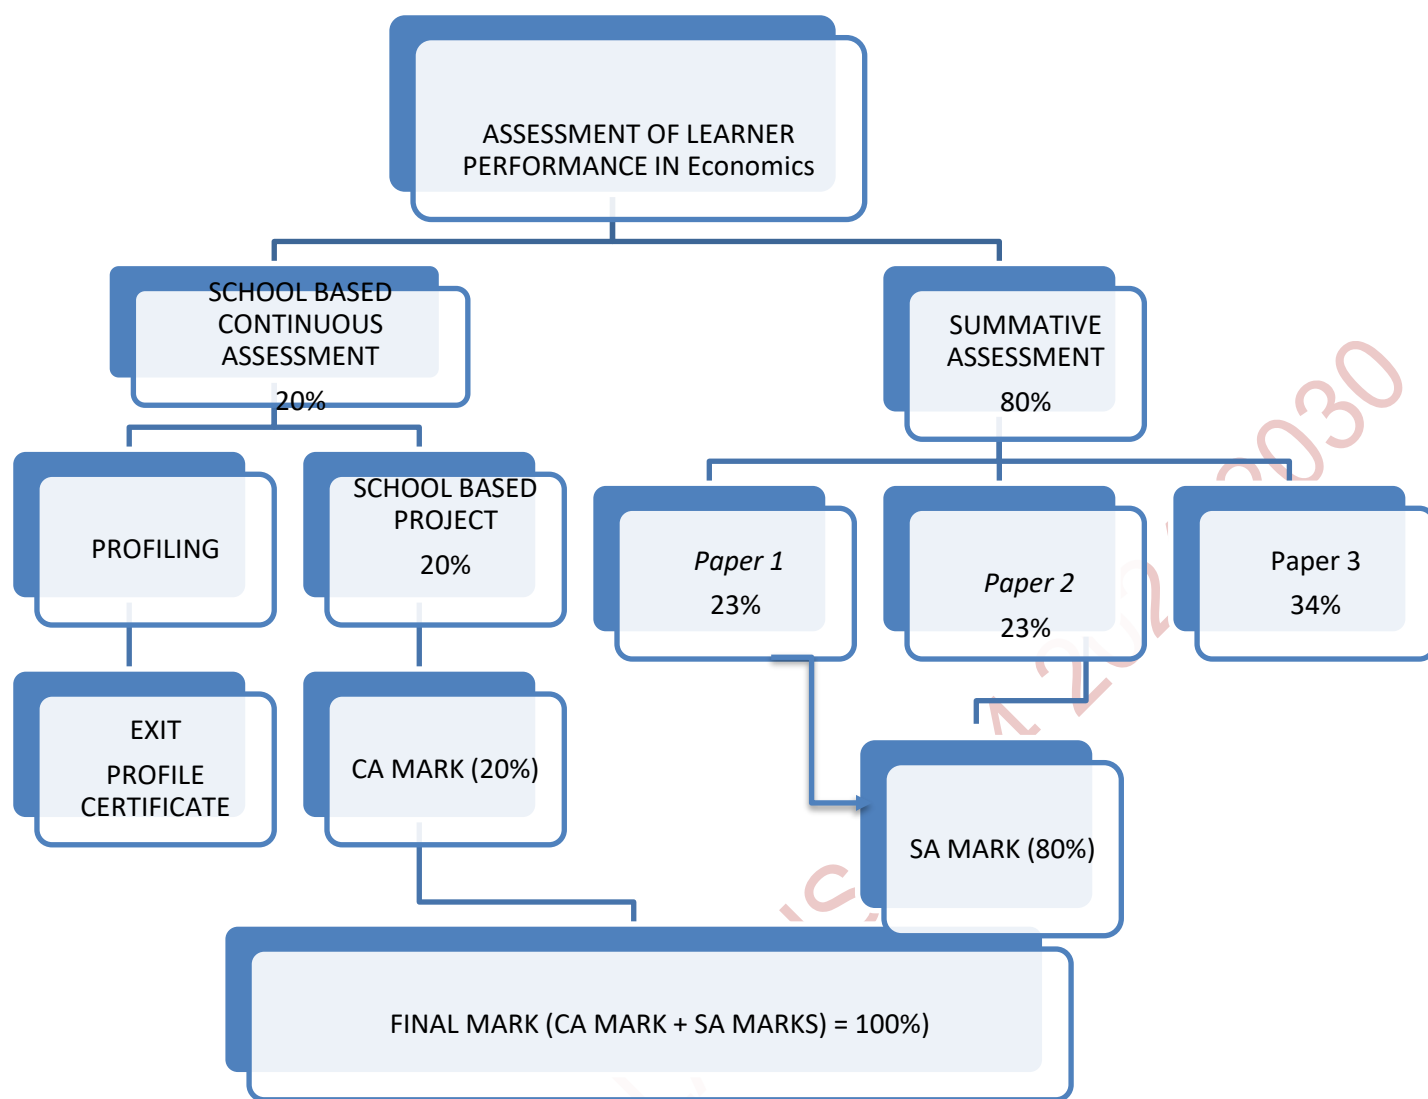 ASSESSMENT OF LEARNER
PERFORMANCE IN Economics
SCHOOL BASED
CONTINUOUS
ASSESSMENT
20%
SUMMATIVE
ASSESSMENT
80%
PROFILING
SCHOOL BASED
PROJECT
20%
Paper 1
23%
Paper 2
23%
Paper 3
34%
EXIT
PROFILE
CERTIFICATE
CA MARK (20%)
SA MARK (80%)
FINAL MARK (CA MARK + SA MARKS) = 100%)